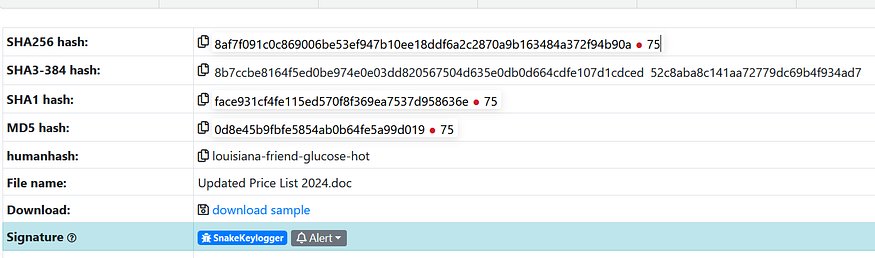 SHA256 hash: 8af7f091c0c869006be53ef947b10ee18ddf6a2c2870a9b163484a372f94b90a 75
SHA3-384 hash: 8b7ccbe8164f5ed0be974e0e03dd820567504d635e0db0d664cdfe107d1cdced 52c8aba8c141aa72779dc69b4f934ad7
SHA1 hash: face931cf4fe115ed570f8f369ea7537d958636e 75
MD5 hash: 0d8e45b9fbfe5854ab0b64fe5a99d019 75
humanhash: louisiana-friend-glucose-hot
File name: Updated Price List 2024.doc
Download: download sample
Signature SnakeKeylogger Alert